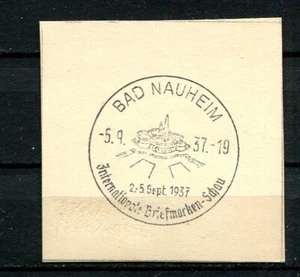 BAD NAUHEIM
-5.9. 37.-19
2.-5. Sept. 1937
Internationale Briefmarken-Schau